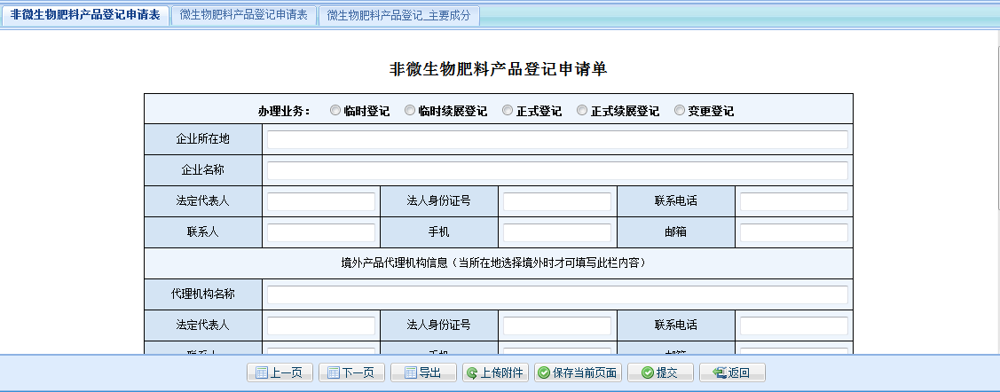 非微生物肥料产品登记申请表 微生物肥料产品登记申请表 微生物肥料产品登记_主要成分
非微生物肥料产品登记申请单
办理业务: 临时登记 临时续展登记 正式登记 正式续展登记 变更登记
企业所在地
企业名称
法定代表人 法人身份证号 联系电话
联系人 手机 邮箱
境外产品代理机构信息(当所在地选择境外时才可填写此栏内容)
代理机构名称
法定代表人 法人身份证号 联系电话
联系人 手机 邮箱
上一页 下一页 导出 上传附件 保存当前页面 提交 返回